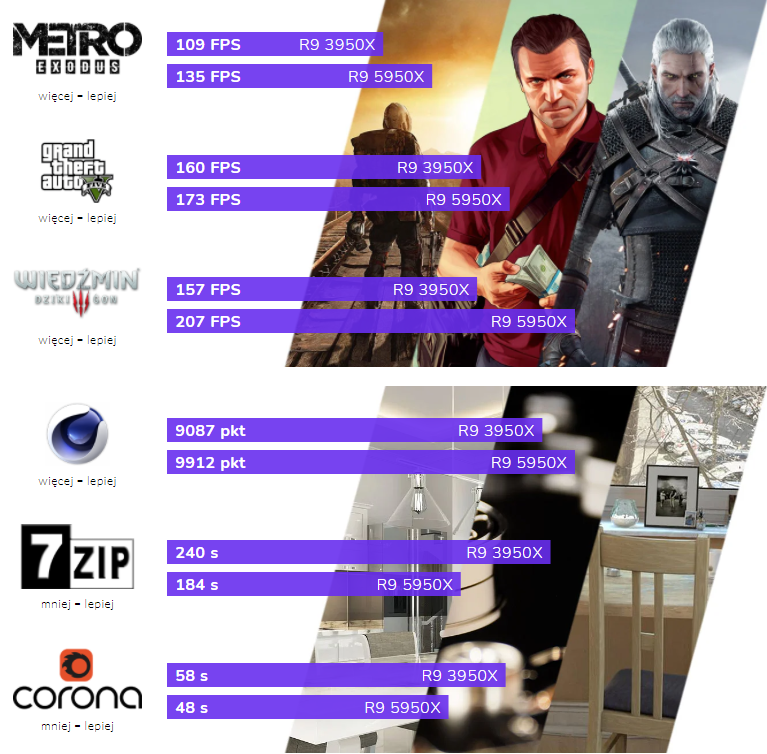 METRO
EXODUS
więcej = lepiej
109 FPS R9 3950X
135 FPS R9 5950X
grand
theft
auto V
więcej = lepiej
160 FPS R9 3950X
173 FPS R9 5950X
WIEDŹMIN
DZIKI GON
III
więcej = lepiej
157 FPS R9 3950X
207 FPS R9 5950X
więcej = lepiej
9087 pkt R9 3950X
9912 pkt R9 5950X
7ZIP
mniej = lepiej
240 s R9 3950X
184 s R9 5950X
corona
mniej = lepiej
58 s R9 3950X
48 s R9 5950X